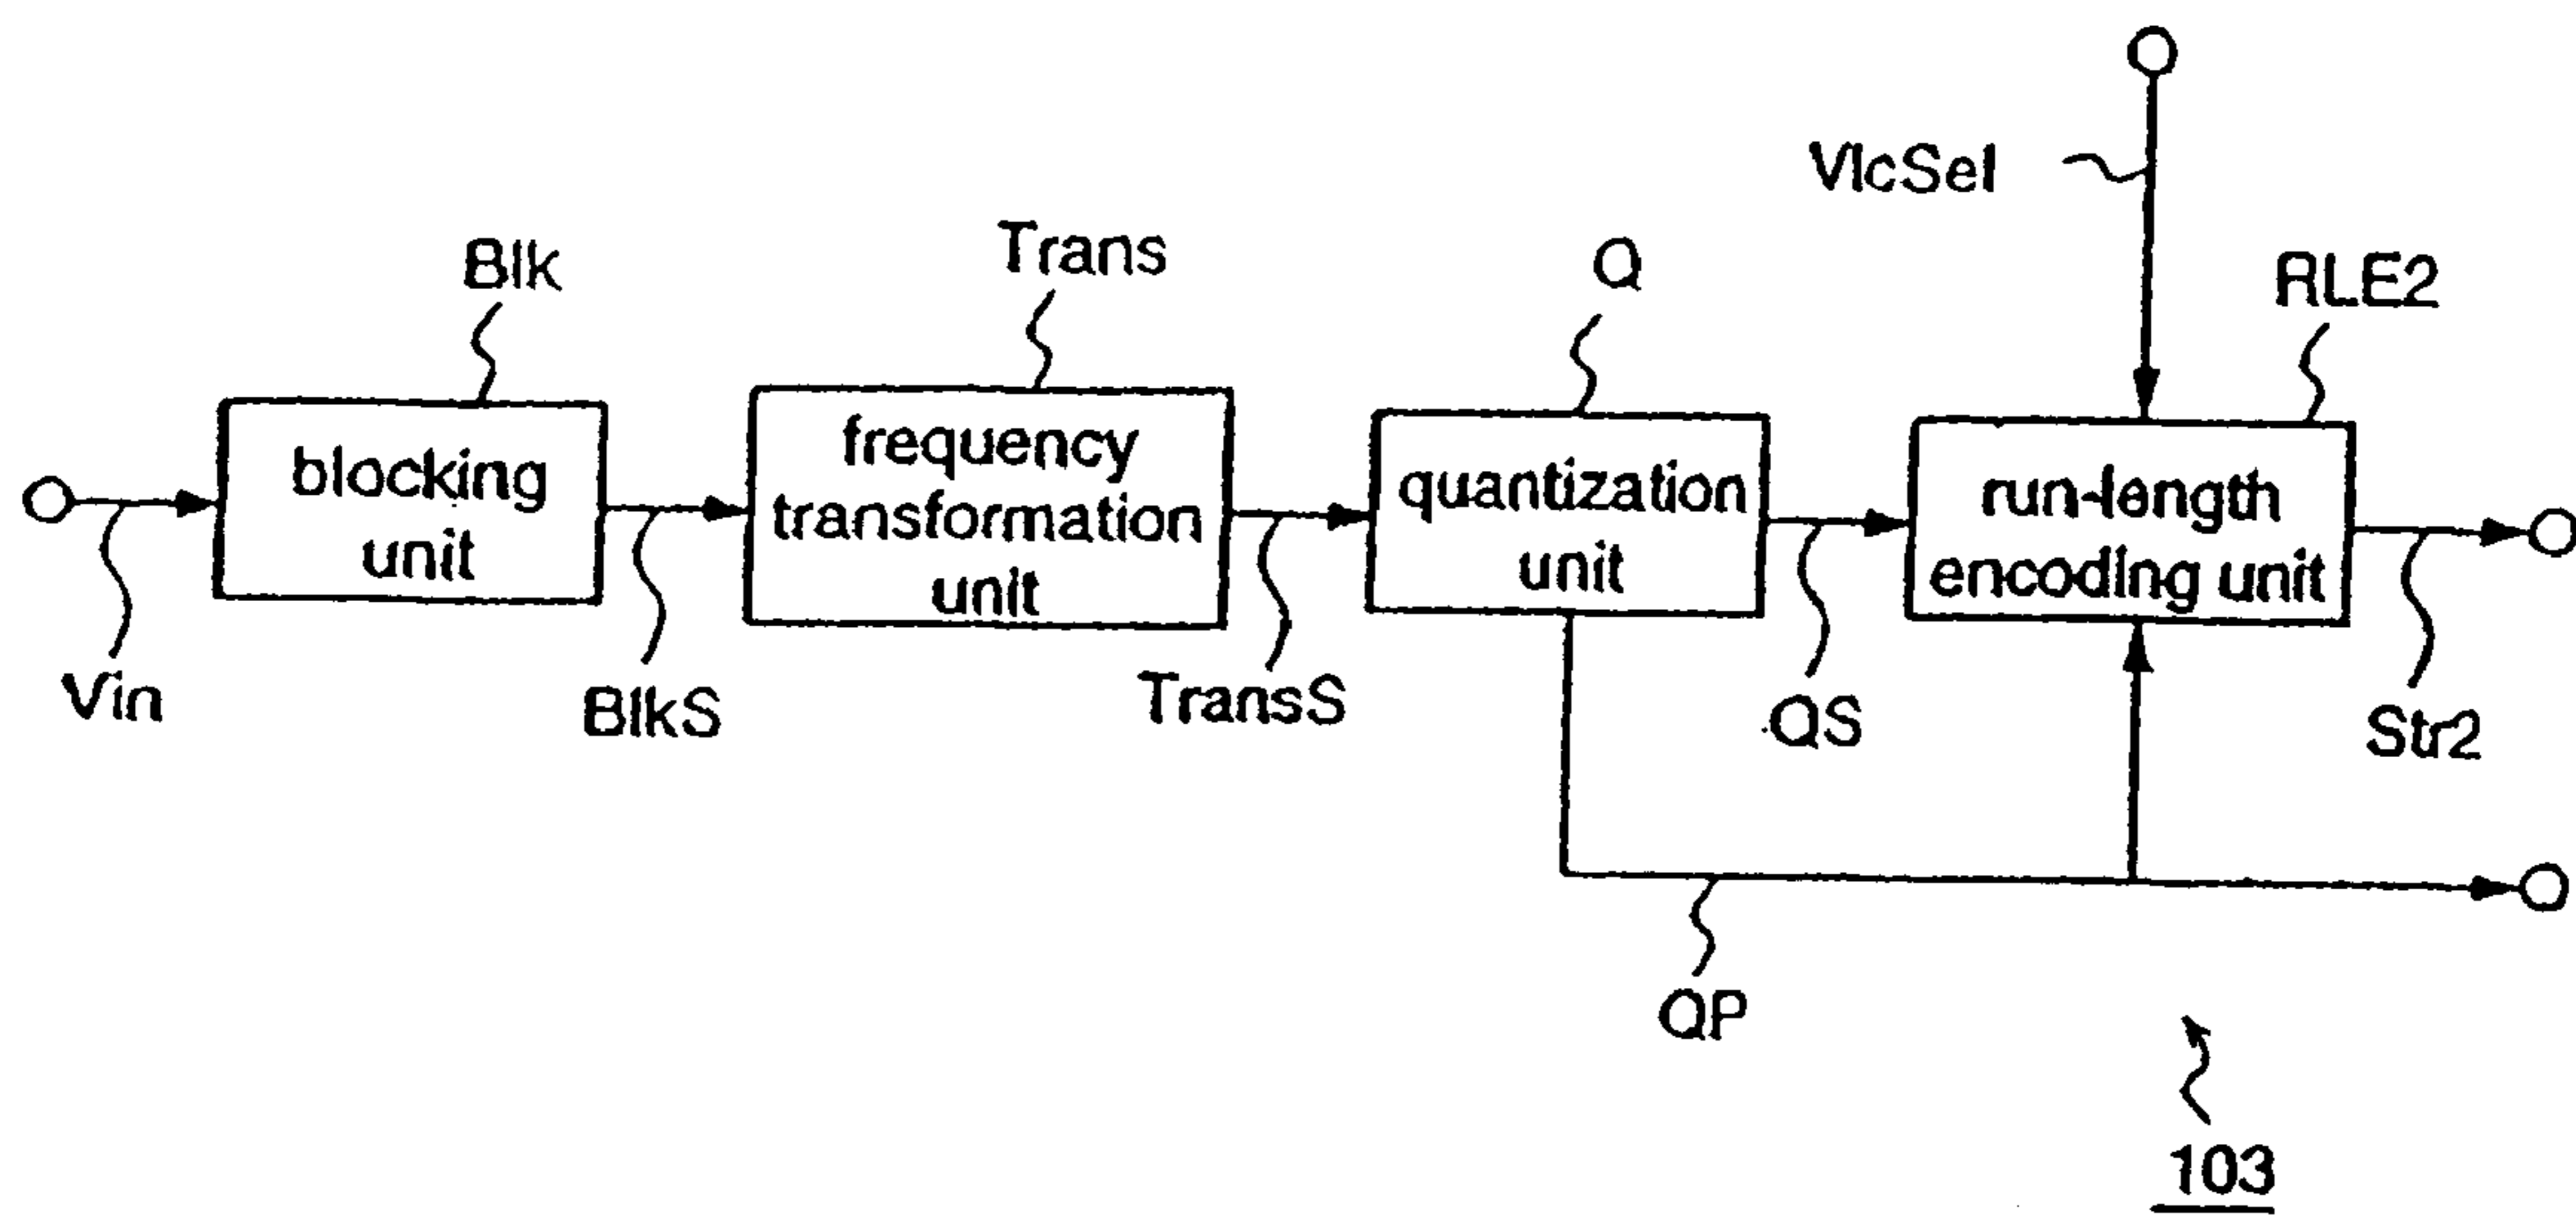 VlcSel
Blk
Trans
Q
RLE2
blocking
unit
frequency
transformation
unit
quantization
unit
run-length
encoding unit
Vin
BlkS
TransS
QS
Str2
QP
103